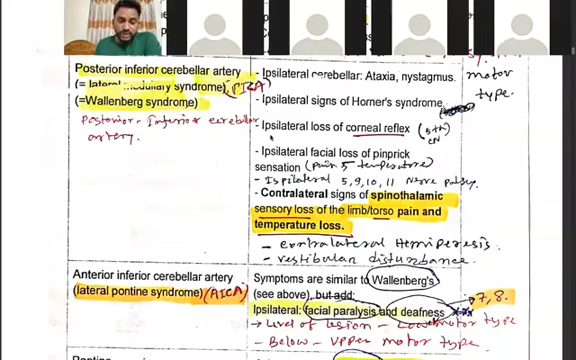 Posterior inferior cerebellar artery
(= lateral medullary syndrome) (PICA)
(=Wallenberg syndrome)
Posterior - Inferior cerebellar
artery.
- Ipsilateral cerebellar: Ataxia, nystagmus.
- Ipsilateral signs of Horner's syndrome.
- Ipsilateral loss of corneal reflex (5th
CN)
- Ipsilateral facial loss of pinprick
sensation (pain & temperature)
- Ispilateral 5, 9, 10, 11 Nerve palsy.
- Contralateral signs of spinothalamic
sensory loss of the limb/torso pain and
temperature loss.
- contralateral Hemiperesis.
- vestibular disturbance.
motor
type.
Anterior inferior cerebellar artery
(lateral pontine syndrome) (AICA)
Symptoms are similar to Wallenberg's
(see above), but add:
Ipsilateral: facial paralysis and deafness 7, 8.
→ Level of lesion - Lower motor type
- Below - Upper motor type